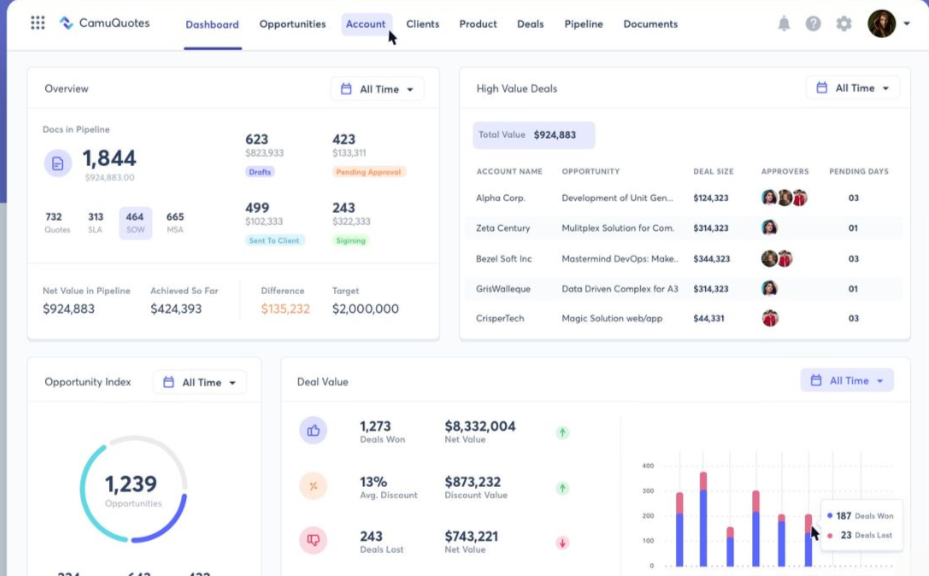 CamuQuotes
Dashboard Opportunities Account Clients Product Deals Pipeline Documents
Overview
All Time
Docs in Pipeline
1,844
$924,883.00
732 313 464 665
Quotes SLA SOW MSA
623 423
$823,933 $133,311
Drafts Pending Approval
499 243
$102,333 $322,333
Sent To Client Sigining
Net Value in Pipeline Achieved So Far Difference Target
$924,883 $424,393 $135,232 $2,000,000
High Value Deals
All Time
Total Value $924,883
ACCOUNT NAME OPPORTUNITY DEAL SIZE APPROVERS PENDING DAYS
Alpha Corp. Development of Unit Gen... $124,323 03
Zeta Century Mulitplex Solution for Com. $314,323 01
Bezel Soft Inc Mastermind DevOps: Make.. $344,323 03
GrisWalleque Data Driven Complex for A3 $314,323 01
CrisperTech Magic Solution web/app $44,331 03
Opportunity Index
All Time
1,239
Opportunities
Deal Value
All Time
1,273 $8,332,004
Deals Won Net Value
13% $873,232
Avg. Discount Discount Value
243 $743,221
Deals Lost Net Value
400
300
200
100
0
187 Deals Won
23 Deals Lost